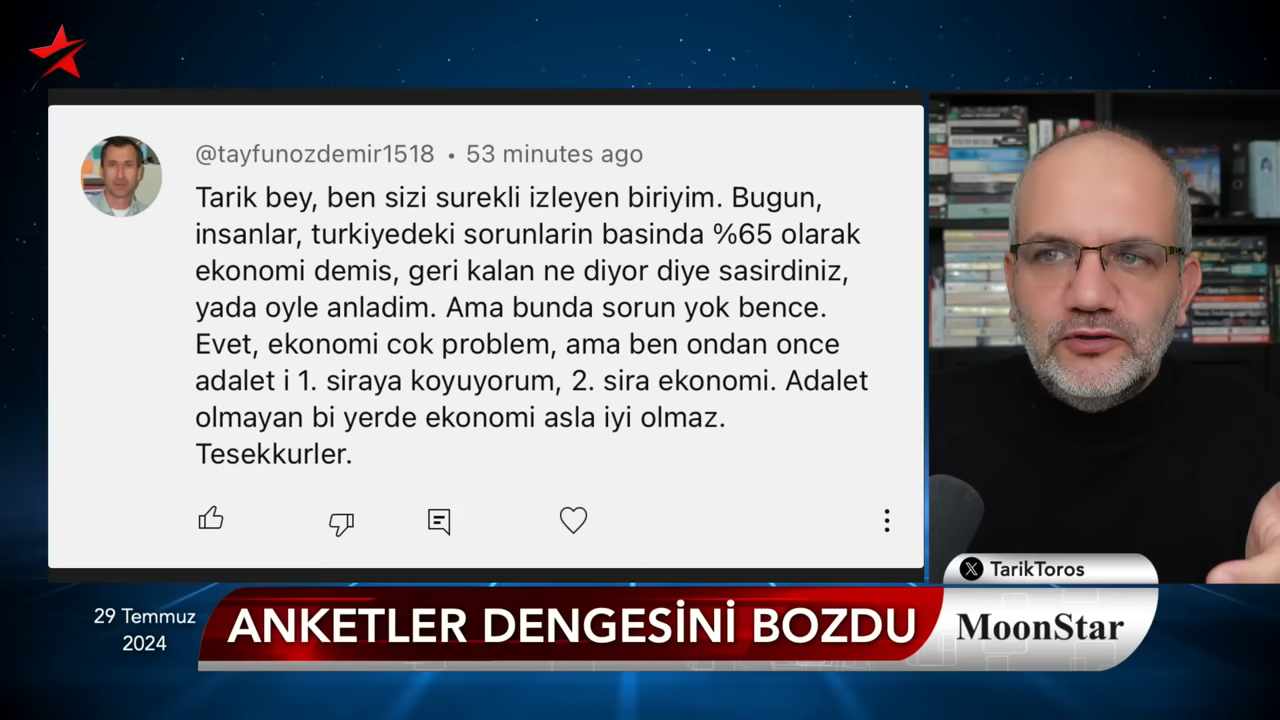 @tayfunozdemir1518 • 53 minutes ago
Tarik bey, ben sizi surekli izleyen biriyim. Bugun,
insanlar, turkiyedeki sorunlarin basinda %65 olarak
ekonomi demis, geri kalan ne diyor diye sasirdiniz,
yada oyle anladim. Ama bunda sorun yok bence.
Evet, ekonomi cok problem, ama ben ondan once
adalet i 1. siraya koyuyorum, 2. sira ekonomi. Adalet
olmayan bi yerde ekonomi asla iyi olmaz.
Tesekkurler.
TarikToros
29 Temmuz
2024
ANKETLER DENGESİNİ BOZDU
MoonStar